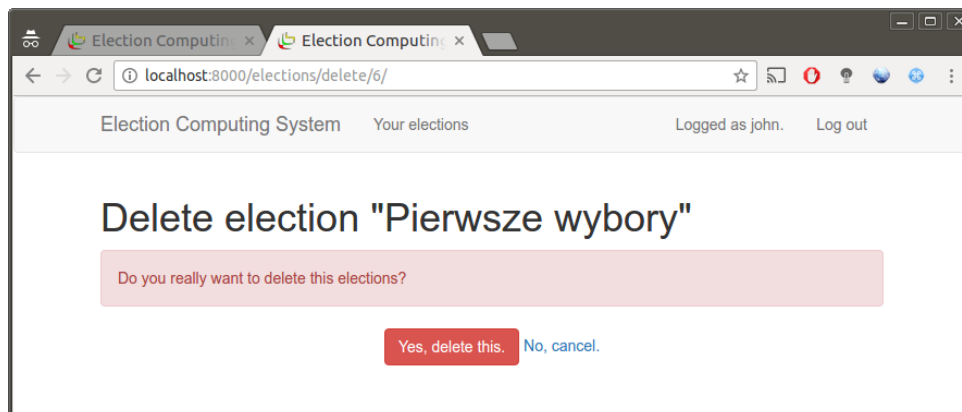 Election Computing Election Computing
localhost:8000/elections/delete/6/
Election Computing System Your elections Logged as john. Log out
Delete election "Pierwsze wybory"
Do you really want to delete this elections?
Yes, delete this. No, cancel.